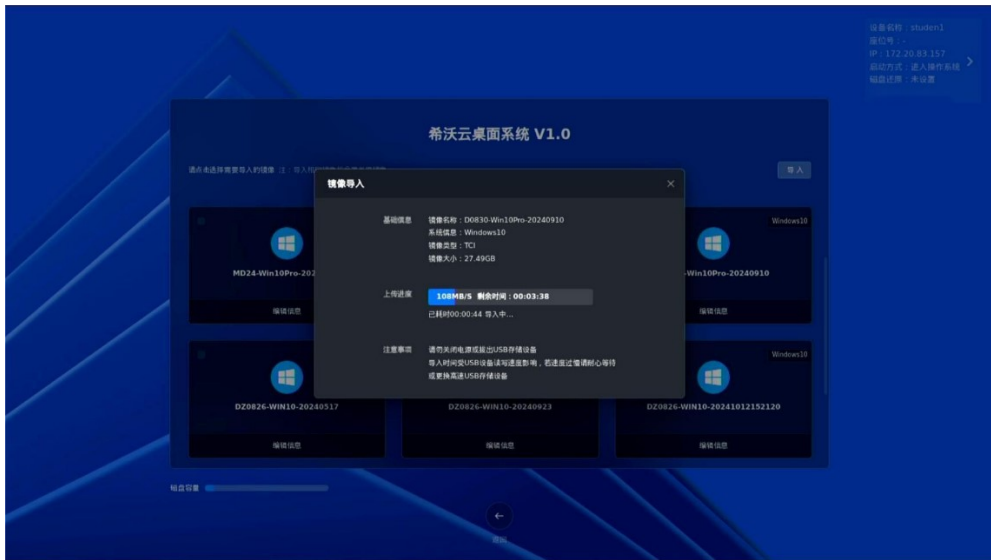 设备名称：studen1
座位号：-
IP：172.20.83.157
启动方式：进入操作系统
磁盘还原：未设置
希沃云桌面系统 V1.0
请点击选择需要导入的镜像 注：导入
导入
镜像导入
基础信息
镜像名称：D0830-Win10Pro-20240910
系统信息：Windows10
镜像类型：TCI
镜像大小：27.49GB
上传进度
108MB/S 剩余时间：00:03:38
已耗时00:00:44 导入中...
注意事项
请勿关闭电源或拔出USB存储设备
导入时间受USB设备读写速度影响，若速度过慢请耐心等待
或更换高速USB存储设备
Windows10
MD24-Win10Pro-202
-Win10Pro-20240910
编辑信息
编辑信息
Windows10
DZ0826-WIN10-20240517
DZ0826-WIN10-20240923
DZ0826-WIN10-20241012152120
编辑信息
编辑信息
编辑信息
磁盘容量
返回